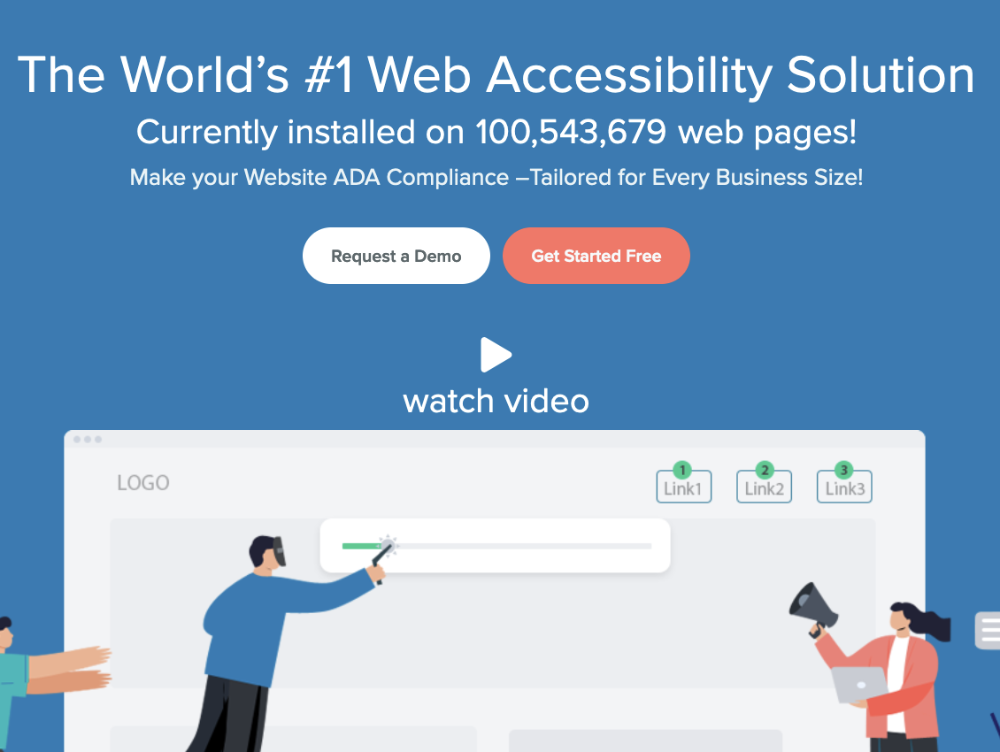 The World’s #1 Web Accessibility Solution
Currently installed on 100,543,679 web pages!
Make your Website ADA Compliance –Tailored for Every Business Size!
Request a Demo
Get Started Free
watch video
LOGO
1
2
3
Link1
Link2
Link3